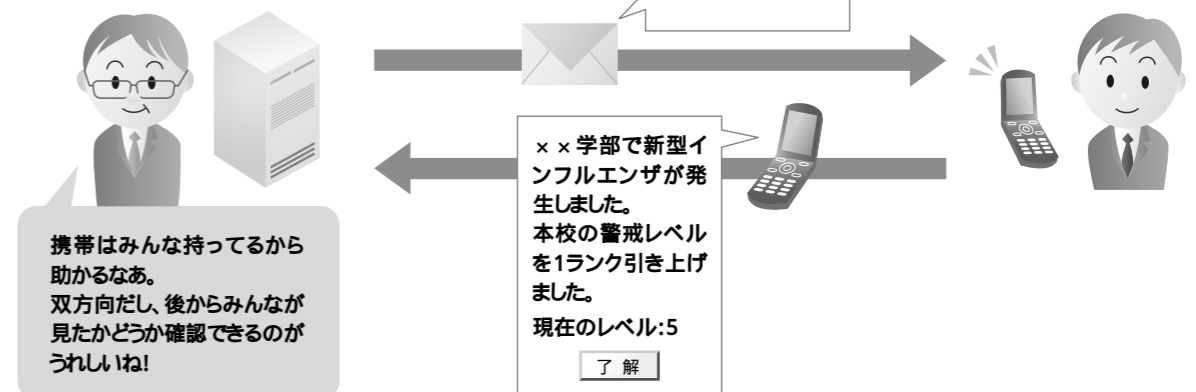 ××学部で新型イ
ンフルエンザが発
生しました。
本校の警戒レベル
を1ランク引き上げ
ました。
現在のレベル:5
了 解
携帯はみんな持ってるから
助かるなあ。
双方向だし、後からみんなが
見たかどうか確認できるのが
うれしいね!